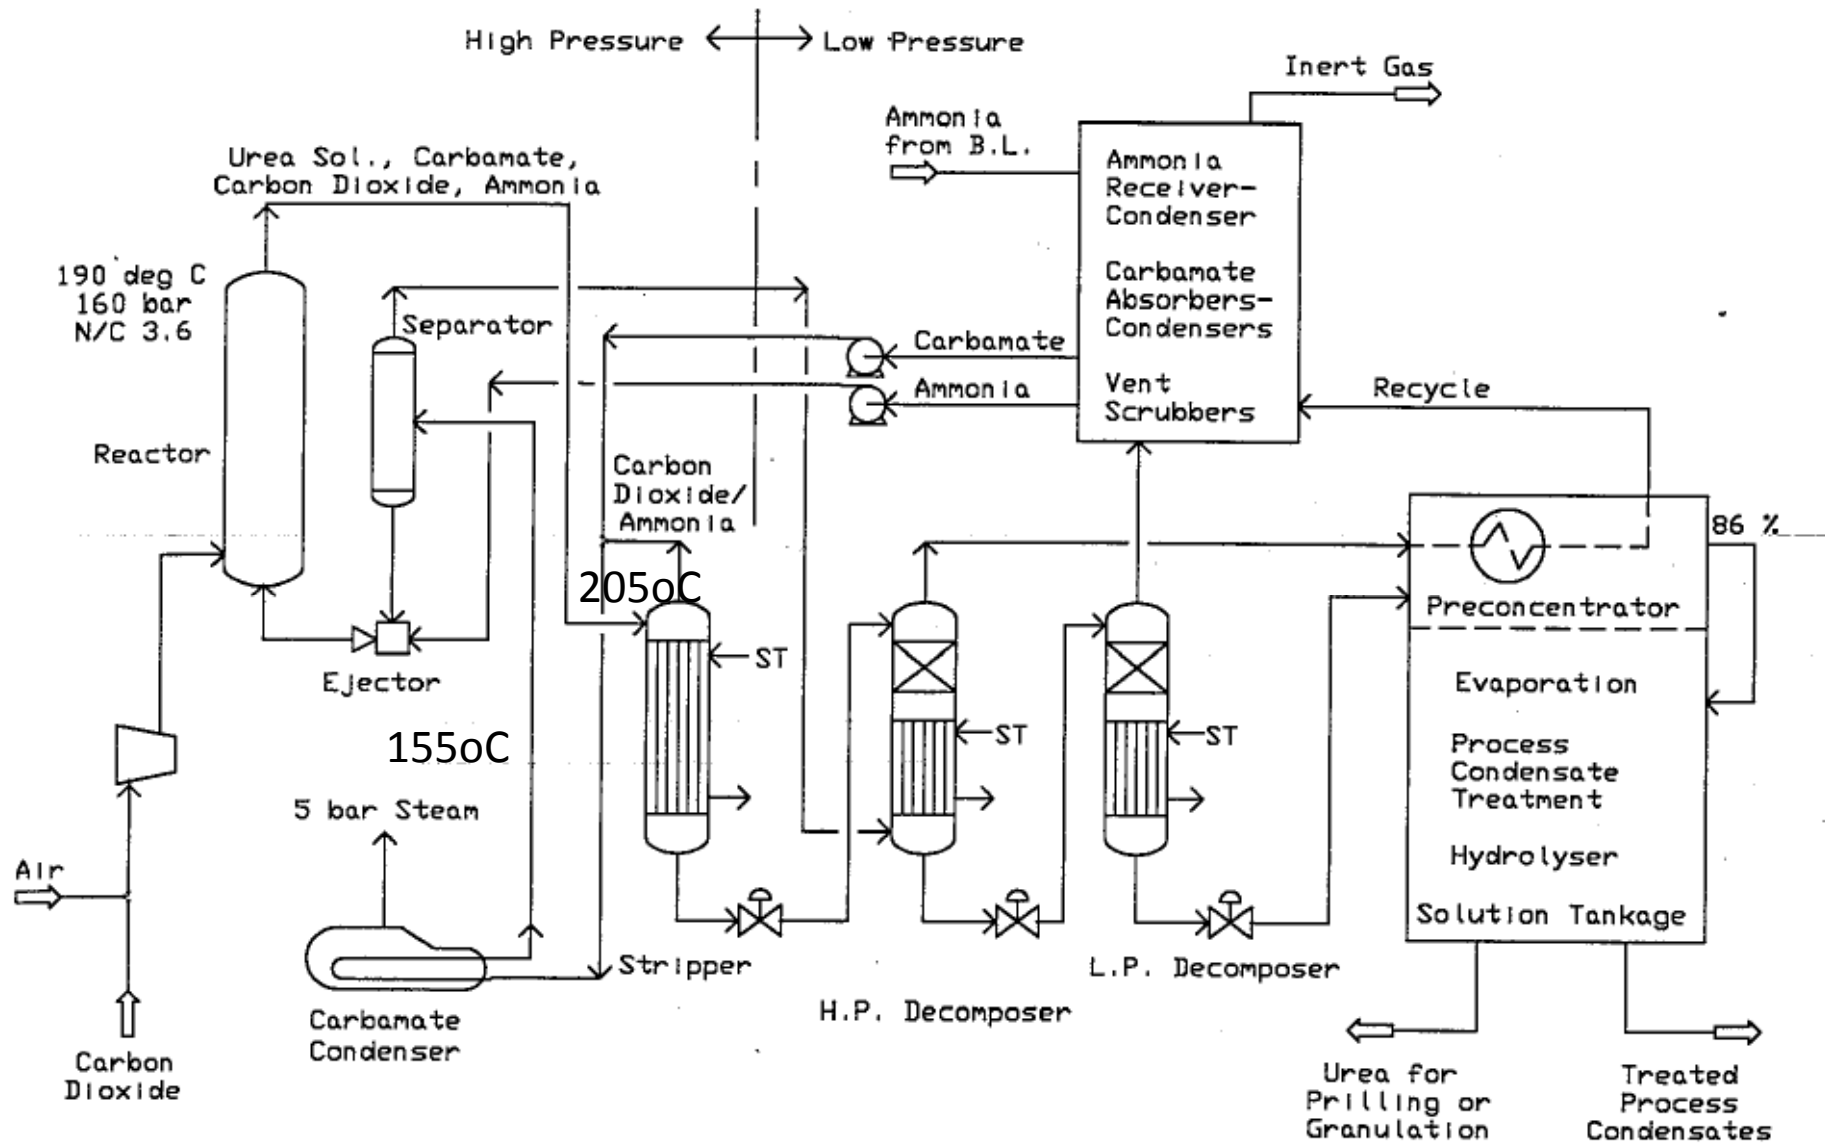 High Pressure
Low Pressure
Inert Gas
Ammonia
from B.L.
Urea Sol., Carbamate,
Carbon Dioxide, Ammonia
Ammonia
Receiver-
Condenser
Carbamate
Absorbers-
Condensers
Vent
Scrubbers
190 deg C
160 bar
N/C 3.6
Separator
Carbamate
Ammonia
Recycle
Reactor
Carbon
Dioxide/
Ammonia
86 %
205oC
Preconcentrator
ST
Ejector
Evaporation
155oC
ST
ST
Process
Condensate
Treatment
5 bar Steam
Hydrolyser
Air
Solution Tankage
Stripper
L.P. Decomposer
H.P. Decomposer
Carbamate
Condenser
Carbon
Dioxide
Urea for
Prilling or
Granulation
Treated
Process
Condensates